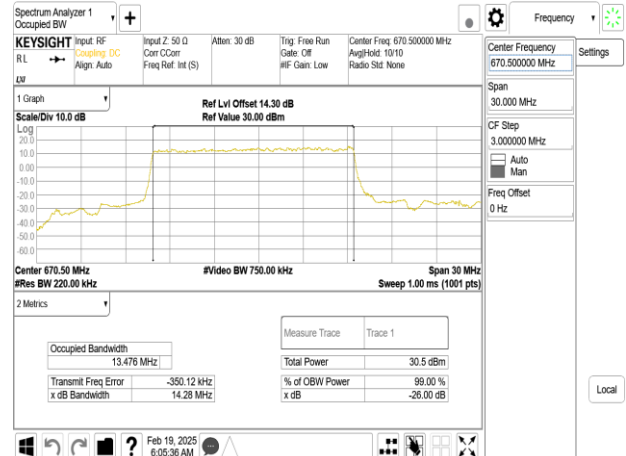 Spectrum Analyzer 1
Occupied BW
+
Frequency
KEYSIGHT
RL
Input: RF
Coupling: DC
Align: Auto
Input Z: 50 Ω
Corr CCorr
Freq Ref: Int (S)
Atten: 30 dB
Trig: Free Run
Gate: Off
#IF Gain: Low
Center Freq: 670.500000 MHz
Avg|Hold: 10/10
Radio Std: None
LXI
Center Frequency
670.500000 MHz
Settings
Span
30.000 MHz
CF Step
3.000000 MHz
Auto
Man
Freq Offset
0 Hz
1 Graph
Scale/Div 10.0 dB
Ref Lvl Offset 14.30 dB
Ref Value 30.00 dBm
Log
20.0
10.0
0.00
-10.0
-20.0
-30.0
-40.0
-50.0
-60.0
Center 670.50 MHz
#Video BW 750.00 kHz
Span 30 MHz
#Res BW 220.00 kHz
Sweep 1.00 ms (1001 pts)
2 Metrics
Measure Trace Trace 1
Occupied Bandwidth
13.476 MHz
Total Power 30.5 dBm
Transmit Freq Error -350.12 kHz
% of OBW Power 99.00 %
x dB Bandwidth 14.28 MHz
x dB -26.00 dB
Local
?
Feb 19, 2025
6:05:36 AM